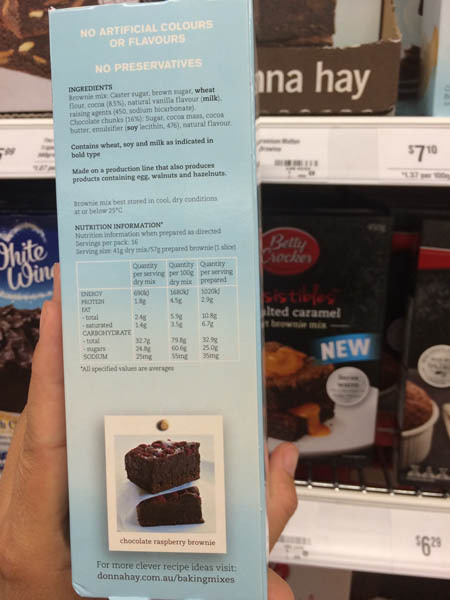 NO ARTIFICIAL COLOURS
OR FLAVOURS
NO PRESERVATIVES
INGREDIENTS
Brownie mix: Caster sugar, brown sugar, wheat
flour, cocoa (8.5%), natural vanilla flavour (milk),
raising agents (450, sodium bicarbonate).
Chocolate chunks (16%): Sugar, cocoa mass, cocoa
butter, emulsifier (soy lecithin, 476), natural flavour.
Contains wheat, soy and milk as indicated in
bold type
Made on a production line that also produces
products containing egg, walnuts and hazelnuts.
Brownie mix best stored in cool, dry conditions
at or below 25°C
NUTRITION INFORMATION*
Nutrition information when prepared as directed
Servings per pack: 16
Serving size: 41g dry mix/57g prepared brownie (1 slice)
Quantity Quantity Quantity
per serving per 100g per serving
dry mix dry mix prepared
ENERGY 690kJ 1680kJ 1020kJ
PROTEIN 1.8g 4.5g 2.9g
FAT
- total 2.4g 5.9g 10.8g
- saturated 1.4g 3.5g 6.7g
CARBOHYDRATE
- total 32.7g 79.8g 32.9g
- sugars 24.8g 60.6g 25.0g
SODIUM 25mg 55mg 35mg
*All specified values are averages
chocolate raspberry brownie
For more clever recipe ideas visit:
donnahay.com.au/bakingmixes
nna hay
$710
Betty
Crocker
sistibles
alted caramel
brownie mix
NEW
White
Wing
$629